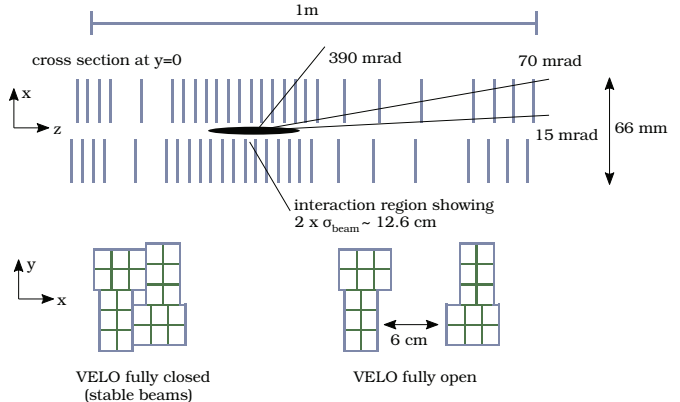 1m
cross section at y=0
390 mrad
70 mrad
x
z
15 mrad
66 mm
interaction region showing
2 x σbeam ~ 12.6 cm
y
x
6 cm
VELO fully closed
(stable beams)
VELO fully open